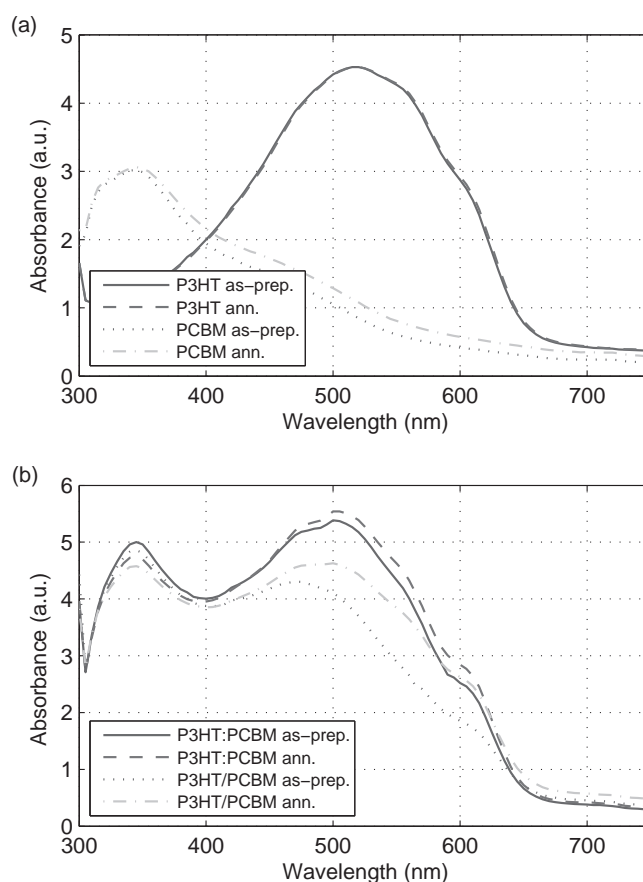 (a)
5
4
3
2
1
0
Absorbance (a.u.)
P3HT as-prep.
P3HT ann.
PCBM as-prep.
PCBM ann.
300 400 500 600 700
Wavelength (nm)
(b)
6
5
4
3
2
1
0
Absorbance (a.u.)
P3HT:PCBM as-prep.
P3HT:PCBM ann.
P3HT/PCBM as-prep.
P3HT/PCBM ann.
300 400 500 600 700
Wavelength (nm)